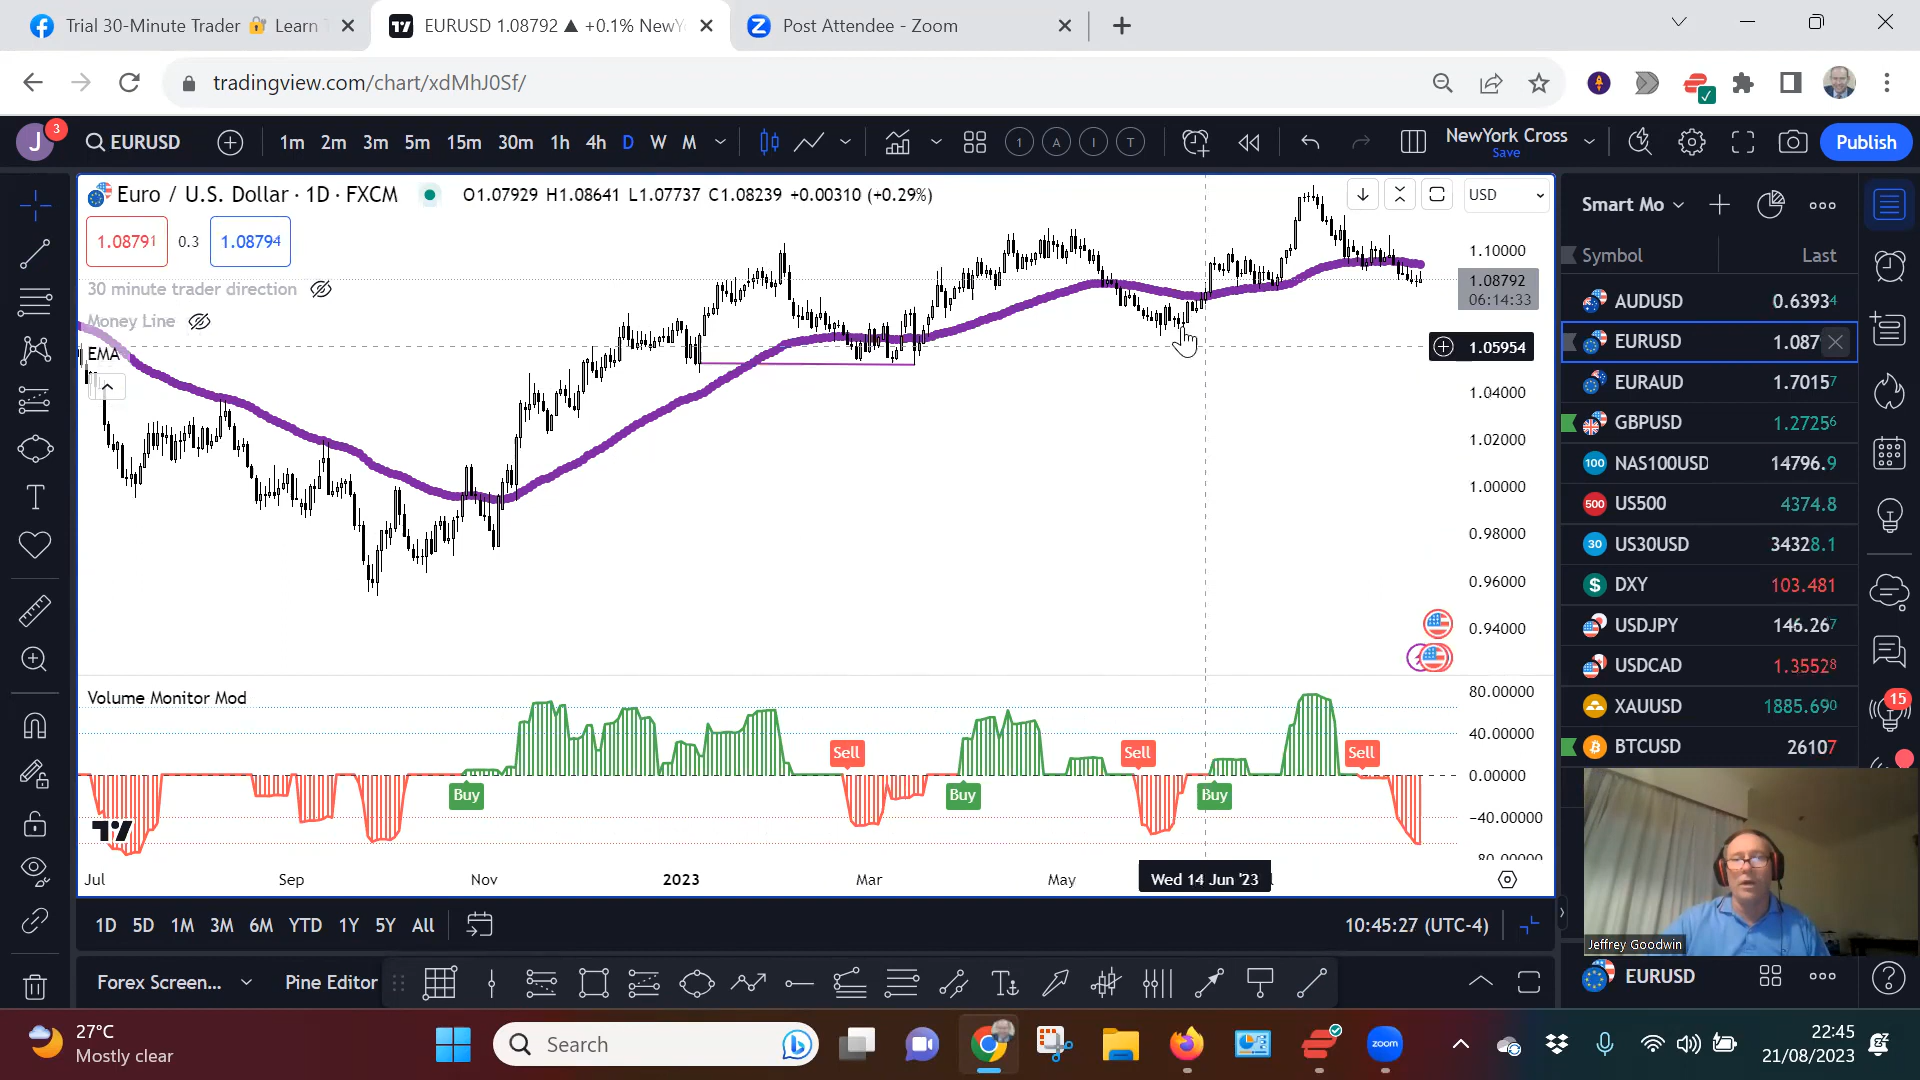 Trial 30-Minute Trader 🔒 Learn
EURUSD 1.08792 ▲ +0.1% NewY
Post Attendee - Zoom
tradingview.com/chart/xdMhJ0Sf/
J
3
EURUSD
1m 2m 3m 5m 15m 30m 1h 4h D W M
1 A I T
NewYork Cross
Save
Publish
Euro / U.S. Dollar · 1D · FXCM
O1.07929 H1.08641 L1.07737 C1.08239 +0.00310 (+0.29%)
USD
1.08791
0.3
1.08794
30 minute trader direction
Money Line
EMA
1.10000
1.08792
06:14:33
1.05954
1.04000
1.02000
1.00000
0.98000
0.96000
0.94000
Volume Monitor Mod
80.00000
40.00000
0.00000
−40.00000
Buy
Sell
Buy
Sell
Buy
Sell
Jul Sep Nov 2023 Mar May
Wed 14 Jun '23
1D 5D 1M 3M 6M YTD 1Y 5Y All
10:45:27 (UTC-4)
Forex Screen...
Pine Editor
Smart Mo
Symbol Last
AUDUSD 0.63934
EURUSD 1.087
EURAUD 1.70157
GBPUSD 1.27256
100 NAS100USD 14796.9
500 US500 4374.8
30 US30USD 34328.1
$ DXY 103.481
USDJPY 146.267
USDCAD 1.35528
XAUUSD 1885.690
BTCUSD 26107
15
Jeffrey Goodwin
EURUSD
27°C
Mostly clear
Search
zoom
22:45
21/08/2023